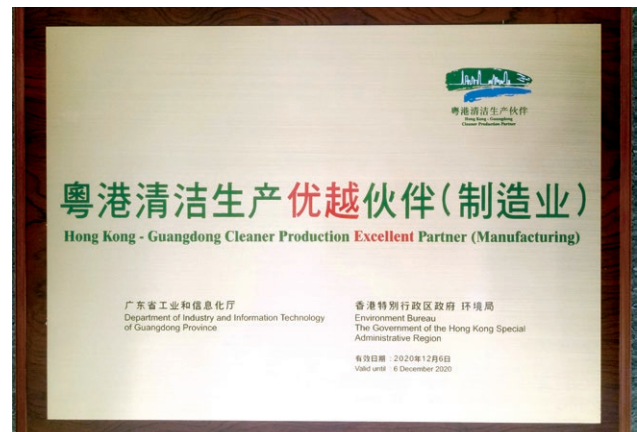 粤港清洁生产伙伴
Hong Kong - Guangdong
Cleaner Production Partner
粤港清洁生产优越伙伴(制造业)
Hong Kong - Guangdong Cleaner Production Excellent Partner (Manufacturing)
广东省工业和信息化厅
Department of Industry and Information Technology
of Guangdong Province
香港特别行政区政府 环境局
Environment Bureau
The Government of the Hong Kong Special
Administrative Region
有效日期 : 2020年12月6日
Valid until : 6 December 2020